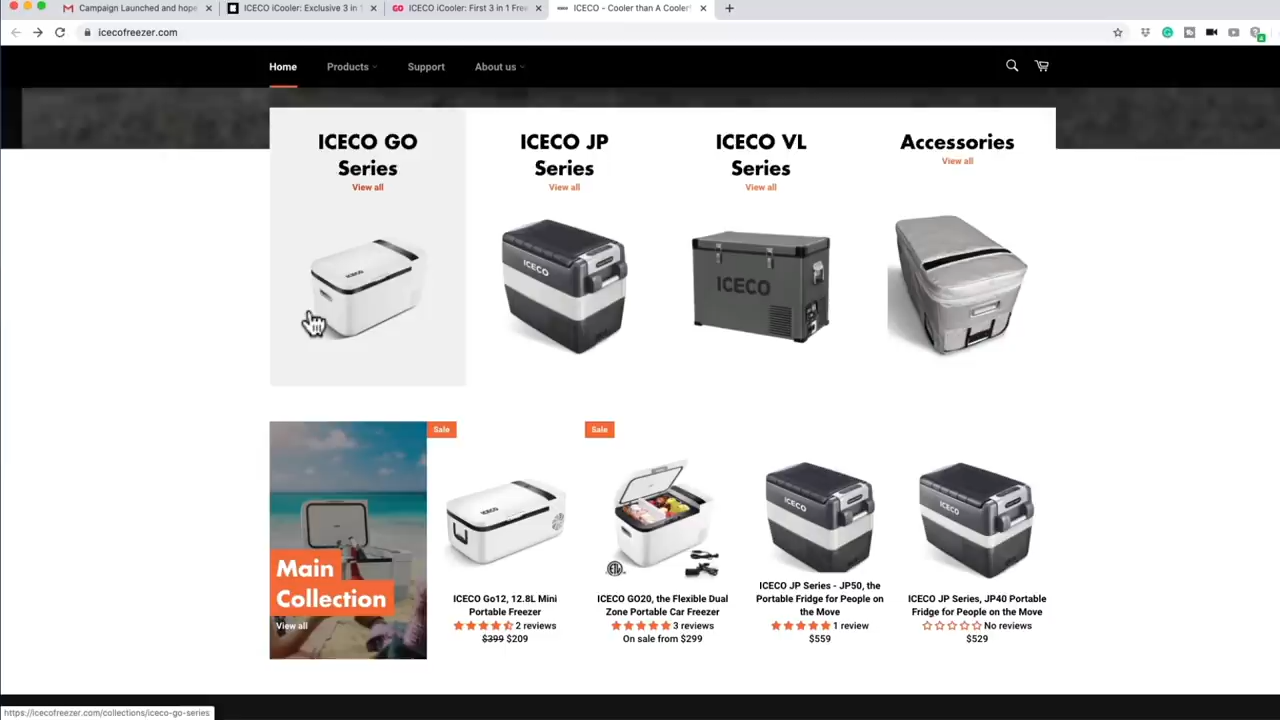 Campaign Launched and hope
ICECO iCooler: Exclusive 3 in 1
GO ICECO iCooler: First 3 in 1 Free
ICECO - Cooler than A Cooler!
icecofreezer.com
Home Products Support About us
ICECO GO
Series
View all
ICECO JP
Series
View all
ICECO VL
Series
View all
Accessories
View all
ICECO
ICECO
ICECO
Main
Collection
View all
Sale
ICECO
ICECO Go12, 12.8L Mini
Portable Freezer
2 reviews
$399 $209
Sale
ICECO GO20, the Flexible Dual
Zone Portable Car Freezer
3 reviews
On sale from $299
ICECO
ICECO JP Series - JP50, the
Portable Fridge for People on
the Move
1 review
$559
ICECO
ICECO JP Series, JP40 Portable
Fridge for People on the Move
No reviews
$529
https://icecofreezer.com/collections/iceco-go-series